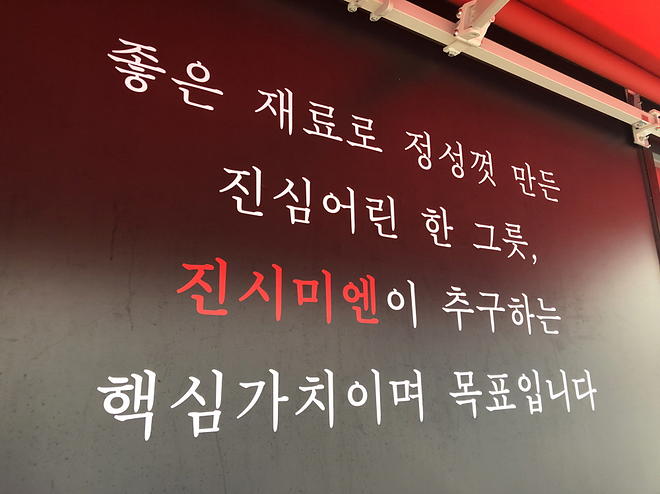 좋은 재료로 정성껏 만든
진심어린 한 그릇,
진시미엔이 추구하는
핵심가치이며 목표입니다